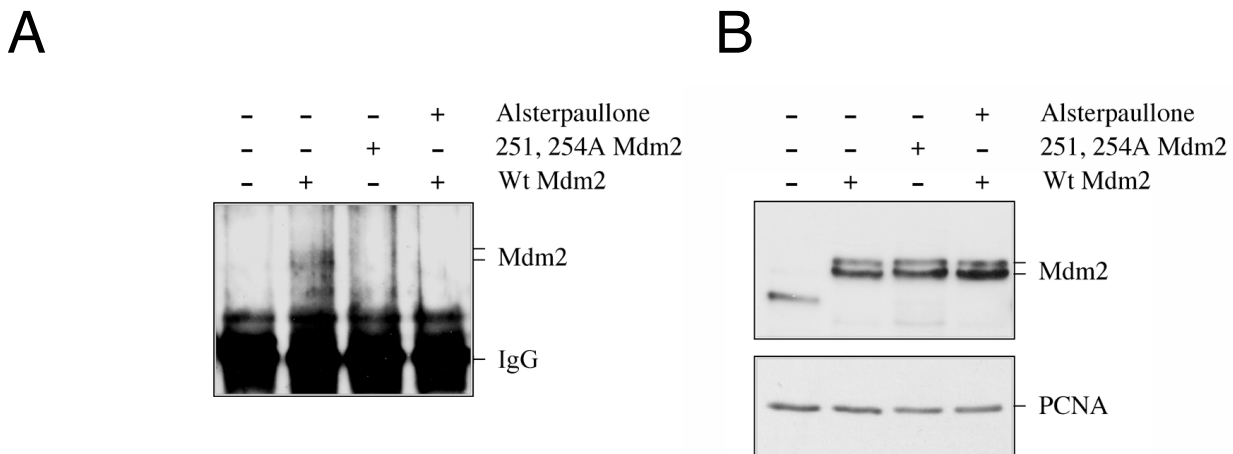 A B
− − − + Alsterpaullone − − − + Alsterpaullone
− − + − 251, 254A Mdm2 − − + − 251, 254A Mdm2
− + − + Wt Mdm2 − + − + Wt Mdm2
Mdm2 Mdm2
IgG
PCNA